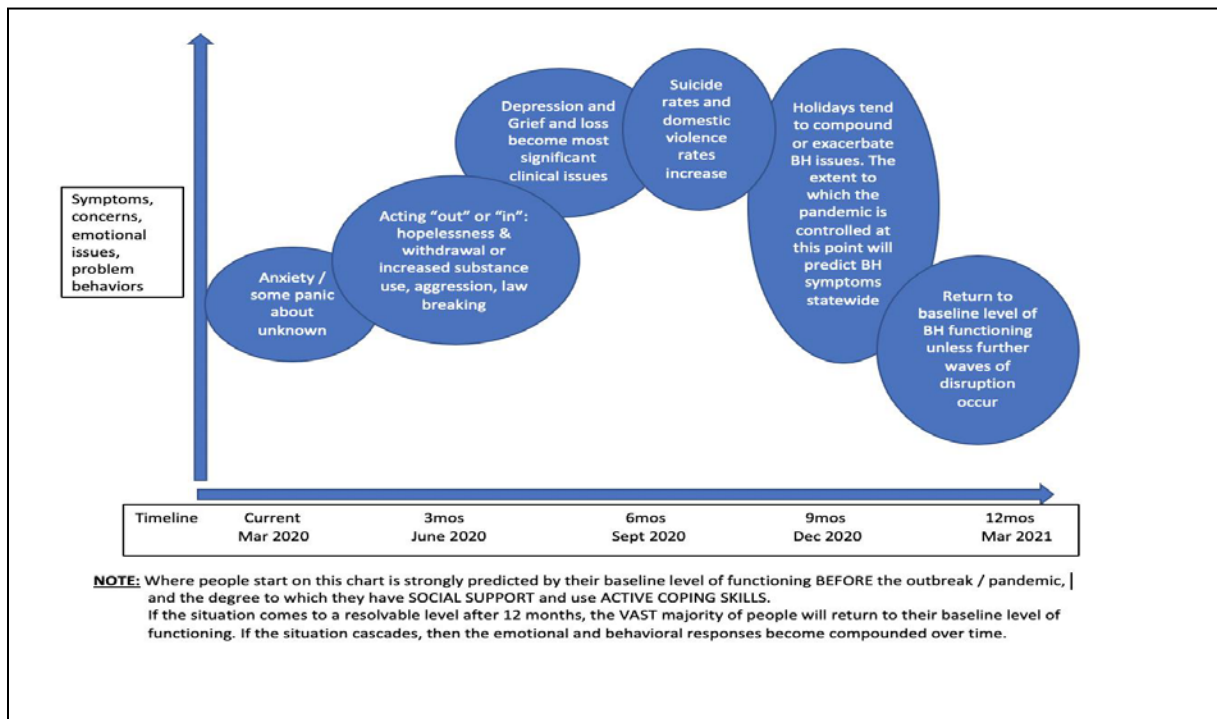 Symptoms,
concerns,
emotional
issues,
problem
behaviors
Anxiety /
some panic
about
unknown
Acting “out” or “in”:
hopelessness &
withdrawal or
increased substance
use, aggression, law
breaking
Depression and
Grief and loss
become most
significant
clinical issues
Suicide
rates and
domestic
violence
rates
increase
Holidays tend
to compound
or exacerbate
BH issues. The
extent to
which the
pandemic is
controlled at
this point will
predict BH
symptoms
statewide
Return to
baseline level of
BH functioning
unless further
waves of
disruption
occur
Timeline Current 3mos 6mos 9mos 12mos
Mar 2020 June 2020 Sept 2020 Dec 2020 Mar 2021
NOTE: Where people start on this chart is strongly predicted by their baseline level of functioning BEFORE the outbreak / pandemic,
and the degree to which they have SOCIAL SUPPORT and use ACTIVE COPING SKILLS.
If the situation comes to a resolvable level after 12 months, the VAST majority of people will return to their baseline level of
functioning. If the situation cascades, then the emotional and behavioral responses become compounded over time.